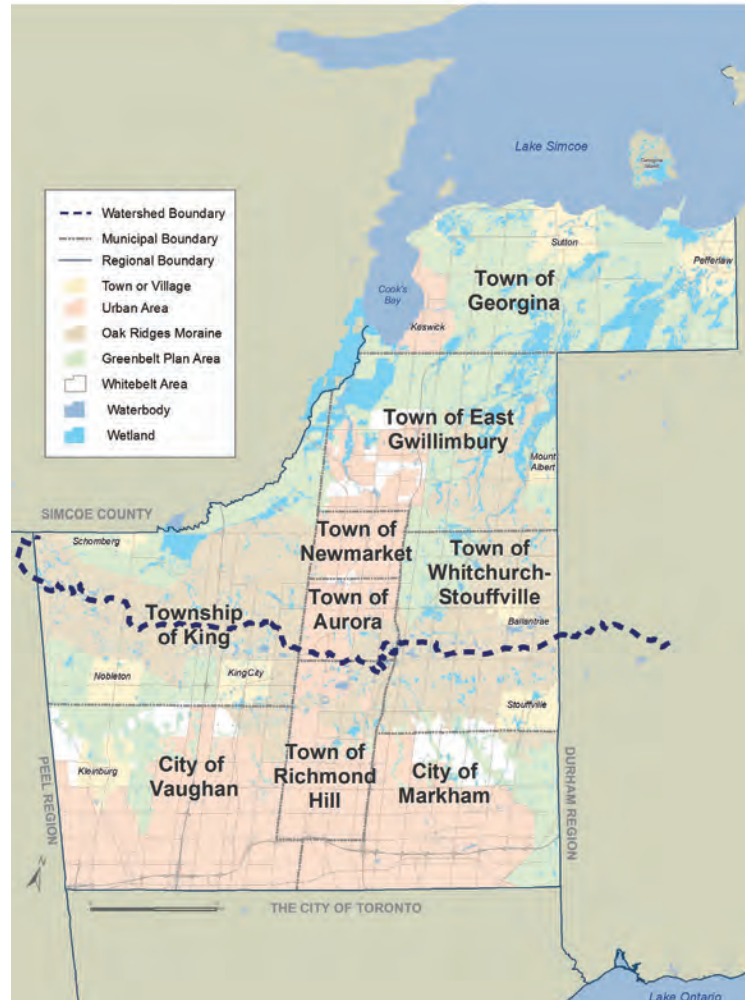 Lake Simcoe
Georgina
Island
Watershed Boundary
Municipal Boundary
Regional Boundary
Town or Village
Urban Area
Oak Ridges Moraine
Greenbelt Plan Area
Whitebelt Area
Waterbody
Wetland
Sutton
Pefferlaw
Town of
Georgina
Cook's
Bay
Keswick
Town of East
Gwillimbury
Mount
Albert
SIMCOE COUNTY
Schomberg
Town of
Newmarket
Town of
Whitchurch-
Stouffville
Town of
Aurora
Township
of King
Ballantrae
Nobleton
KingCity
Stouffville
Kleinburg
City of
Vaughan
Town of
Richmond
Hill
City of
Markham
PEEL REGION
DURHAM REGION
N
THE CITY OF TORONTO
Lake Ontario